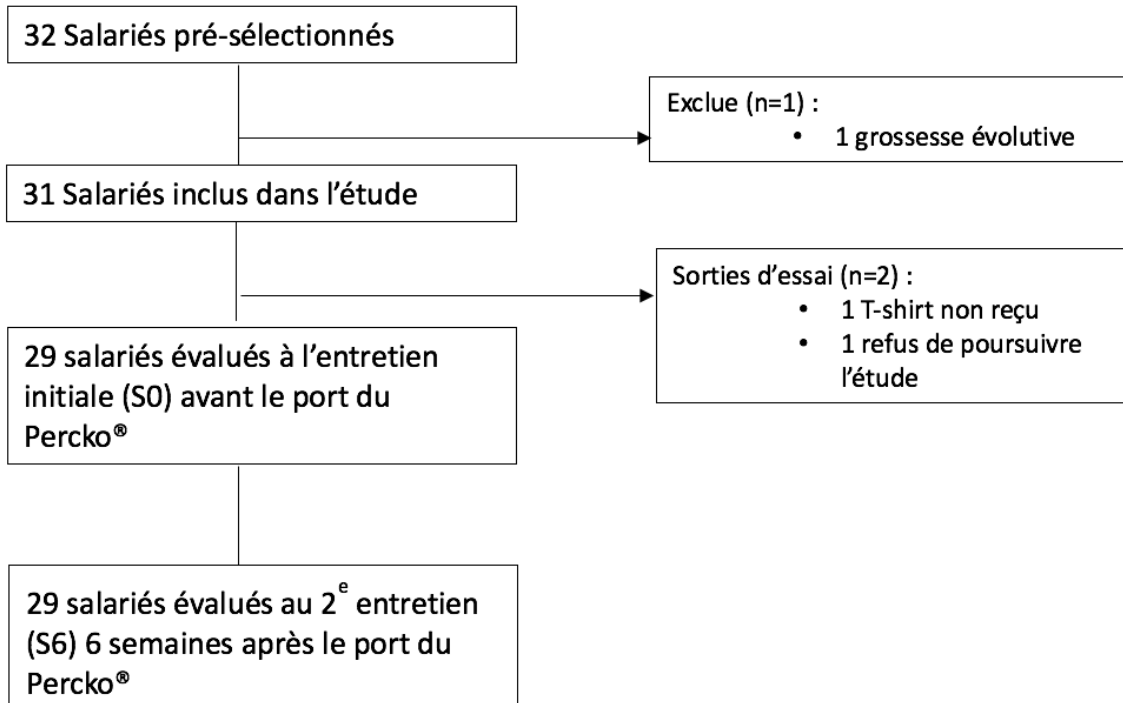 32 Salariés pré-sélectionnés
Exclue (n=1) :
• 1 grossesse évolutive
31 Salariés inclus dans l’étude
Sorties d’essai (n=2) :
• 1 T-shirt non reçu
• 1 refus de poursuivre
l’étude
29 salariés évalués à l’entretien
initiale (S0) avant le port du
Percko®
29 salariés évalués au 2e entretien
(S6) 6 semaines après le port du
Percko®